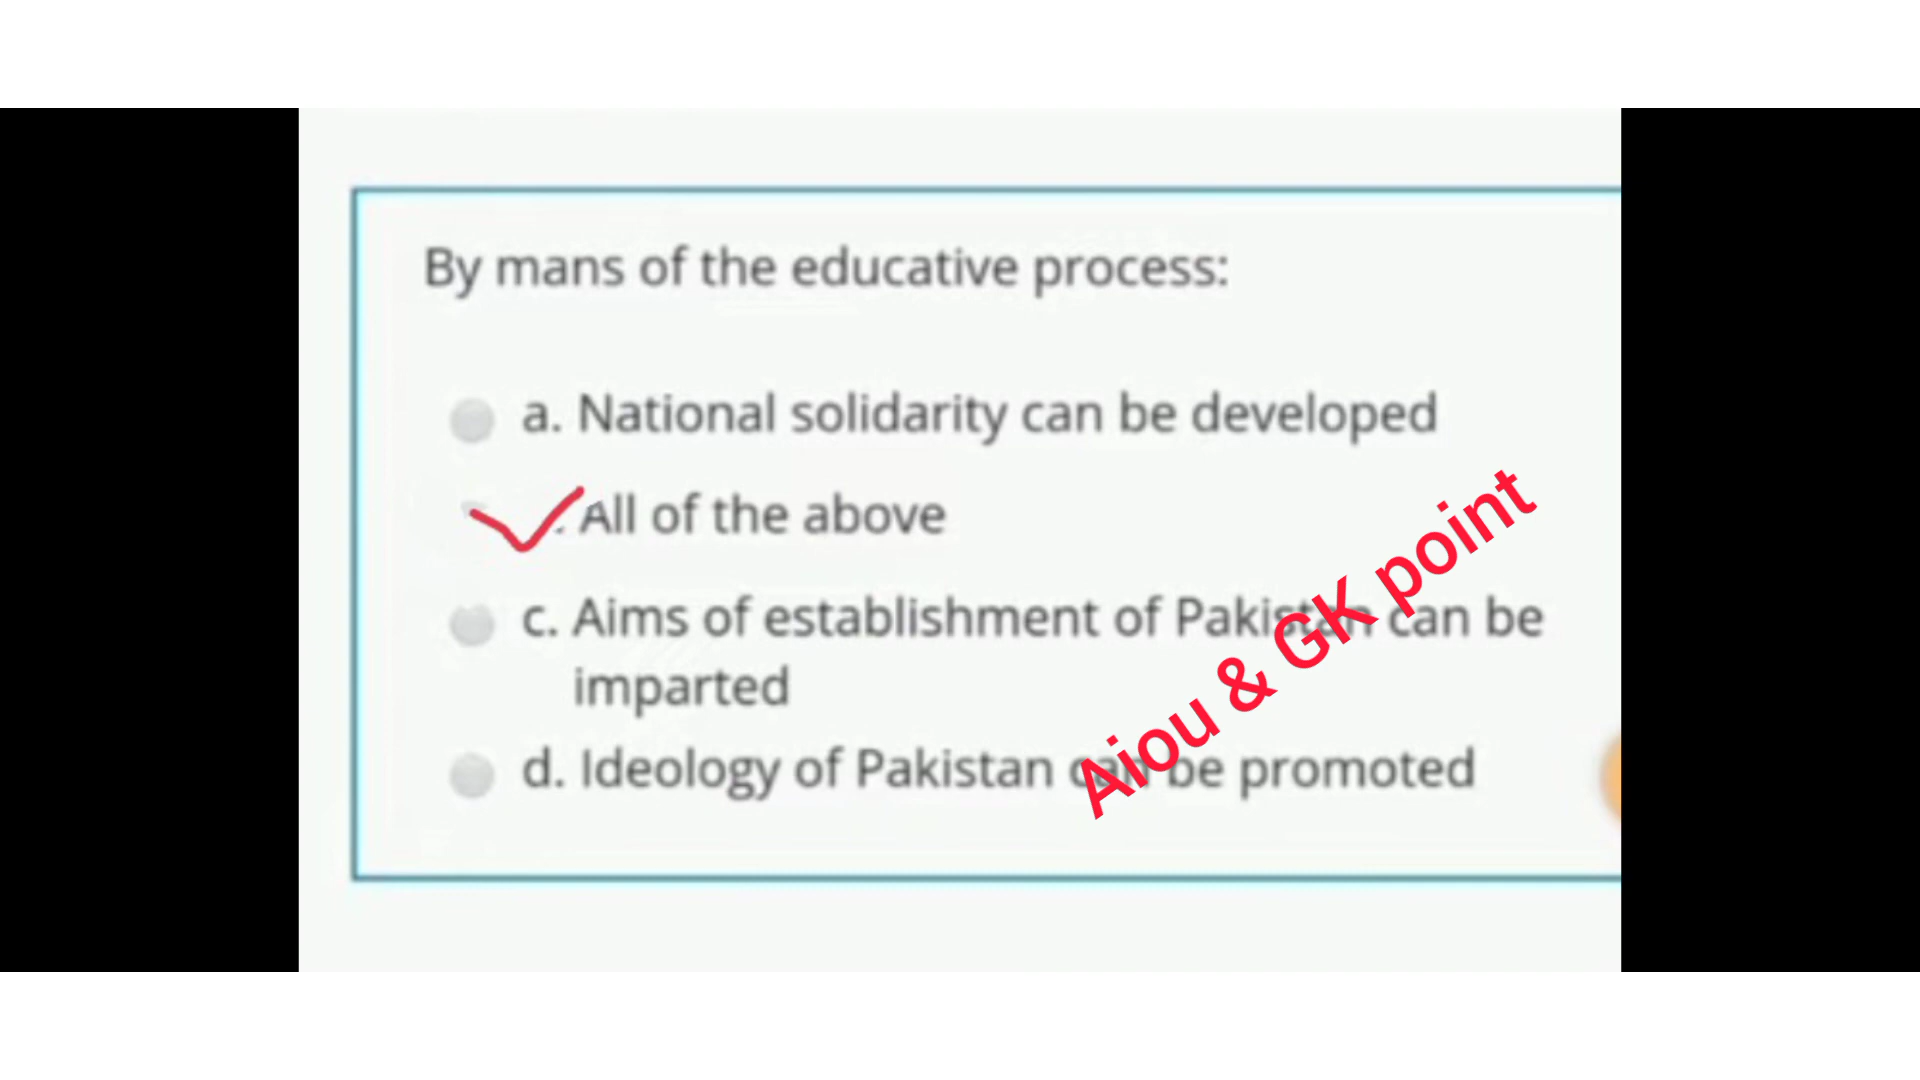 By mans of the educative process:
a. National solidarity can be developed
. All of the above
c. Aims of establishment of Pakistan can be
imparted
d. Ideology of Pakistan can be promoted
Aiou & GK point